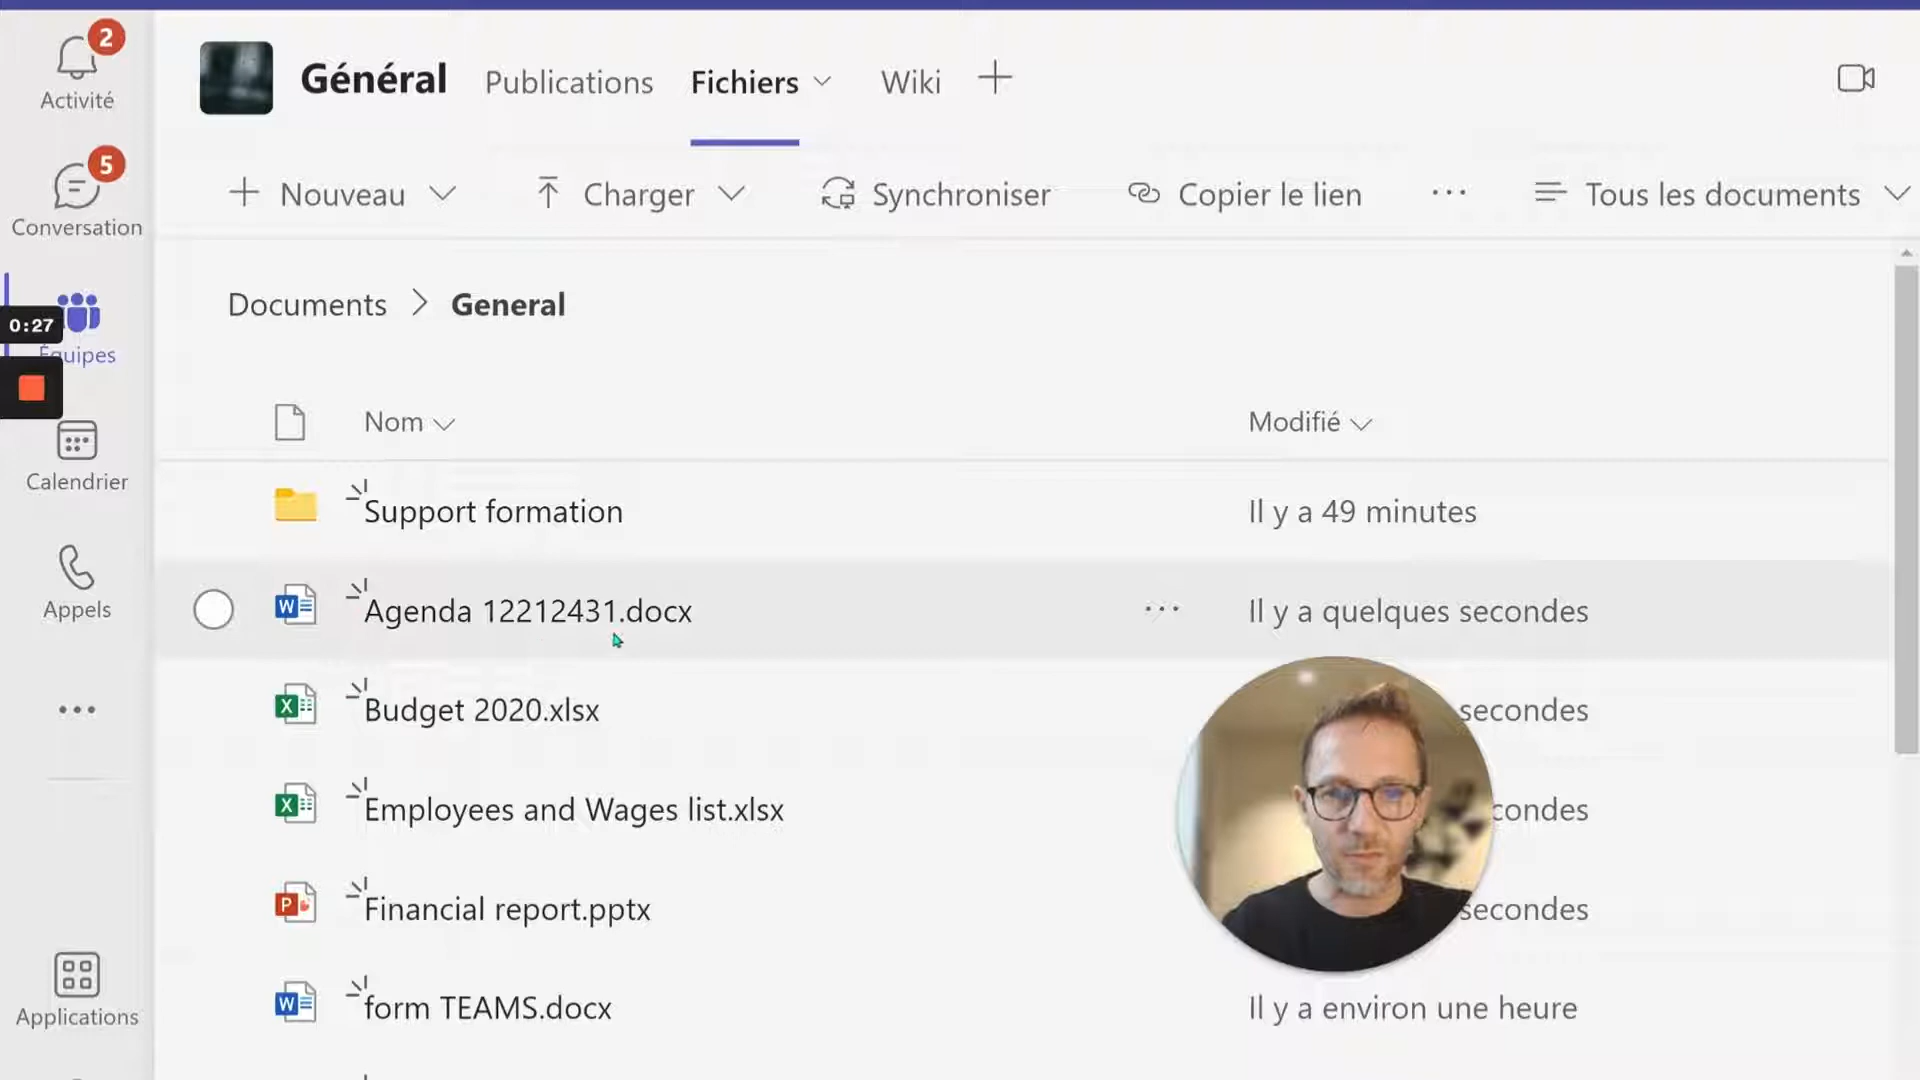 2
Activité
Général
Publications
Fichiers
Wiki
5
Conversation
Nouveau
Charger
Synchroniser
Copier le lien
Tous les documents
Documents > General
0:27
Équipes
Nom
Modifié
Calendrier
Support formation
Il y a 49 minutes
Agenda 12212431.docx
Il y a quelques secondes
Appels
Budget 2020.xlsx
secondes
Employees and Wages list.xlsx
condes
Financial report.pptx
secondes
form TEAMS.docx
Il y a environ une heure
Applications